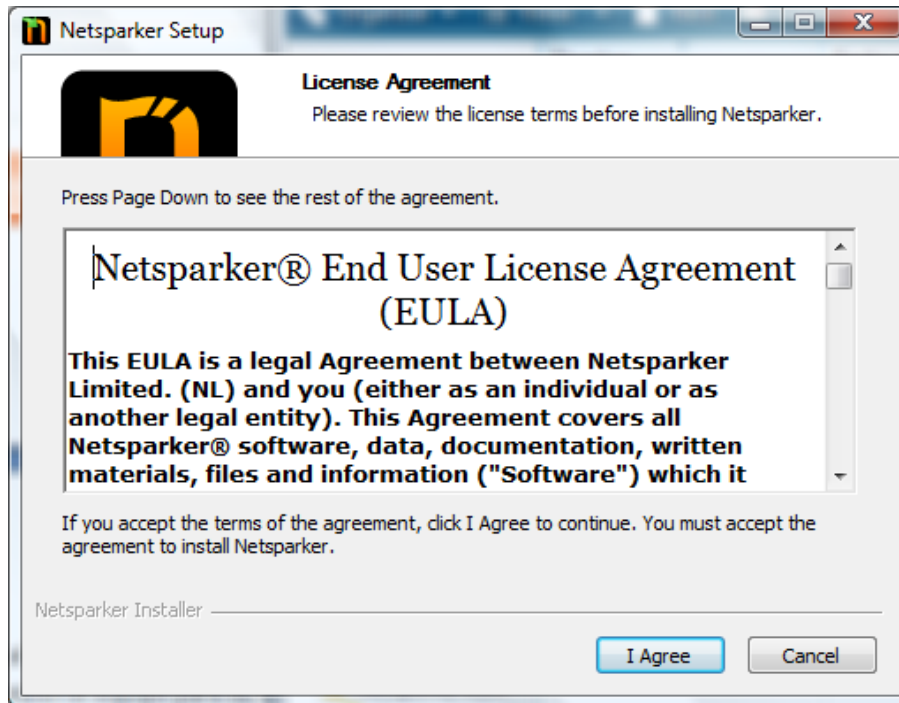 Netsparker Setup
License Agreement
Please review the license terms before installing Netsparker.
Press Page Down to see the rest of the agreement.
Netsparker® End User License Agreement
(EULA)
This EULA is a legal Agreement between Netsparker
Limited. (NL) and you (either as an individual or as
another legal entity). This Agreement covers all
Netsparker® software, data, documentation, written
materials, files and information ("Software") which it
If you accept the terms of the agreement, click I Agree to continue. You must accept the
agreement to install Netsparker.
Netsparker Installer
I Agree
Cancel